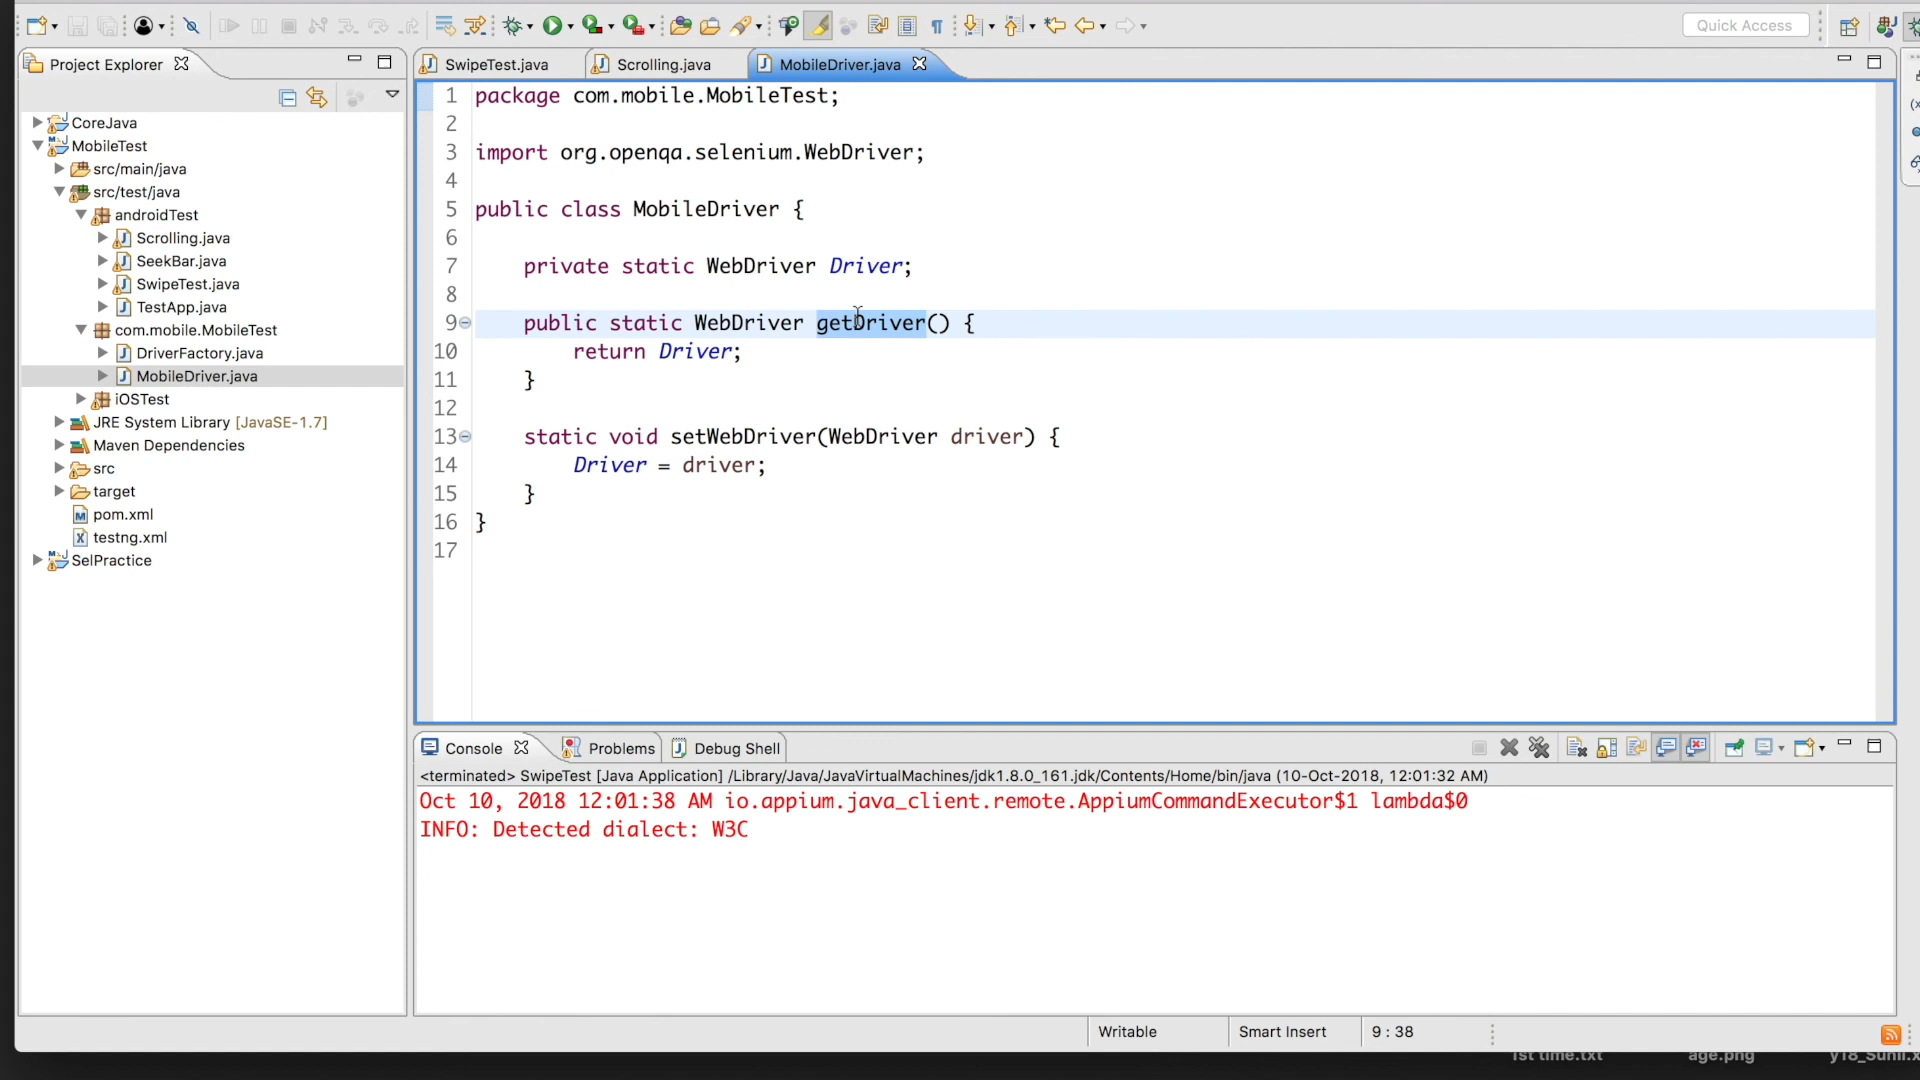 Quick Access
Project Explorer
CoreJava
MobileTest
src/main/java
src/test/java
androidTest
Scrolling.java
SeekBar.java
SwipeTest.java
TestApp.java
com.mobile.MobileTest
DriverFactory.java
MobileDriver.java
iOSTest
JRE System Library [JavaSE-1.7]
Maven Dependencies
src
target
pom.xml
testng.xml
SelPractice
SwipeTest.java
Scrolling.java
MobileDriver.java
1 package com.mobile.MobileTest;
2
3 import org.openqa.selenium.WebDriver;
4
5 public class MobileDriver {
6
7 private static WebDriver Driver;
8
9 public static WebDriver getDriver() {
10 return Driver;
11 }
12
13 static void setWebDriver(WebDriver driver) {
14 Driver = driver;
15 }
16 }
17
Console
Problems
Debug Shell
<terminated> SwipeTest [Java Application] /Library/Java/JavaVirtualMachines/jdk1.8.0_161.jdk/Contents/Home/bin/java (10-Oct-2018, 12:01:32 AM)
Oct 10, 2018 12:01:38 AM io.appium.java_client.remote.AppiumCommandExecutor$1 lambda$0
INFO: Detected dialect: W3C
Writable
Smart Insert
9 : 38
1st time.txt
age.png